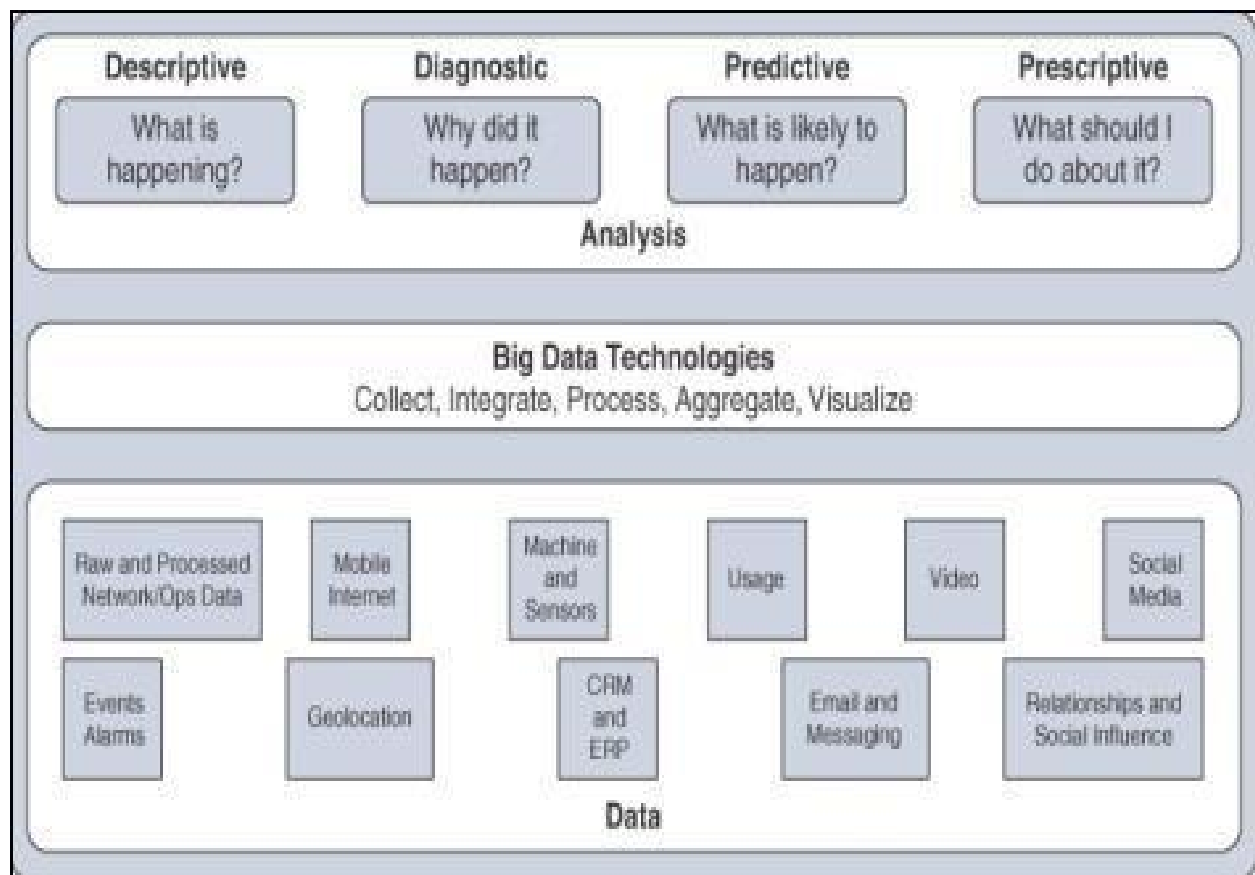 Descriptive
Diagnostic
Predictive
Prescriptive
What is
happening?
Why did it
happen?
What is likely to
happen?
What should I
do about it?
Analysis
Big Data Technologies
Collect, Integrate, Process, Aggregate, Visualize
Raw and Processed
Network/Ops Data
Mobile
Internet
Machine
and
Sensors
Usage
Video
Social
Media
Events
Alarms
Geolocation
CRM
and
ERP
Email and
Messaging
Relationships and
Social Influence
Data